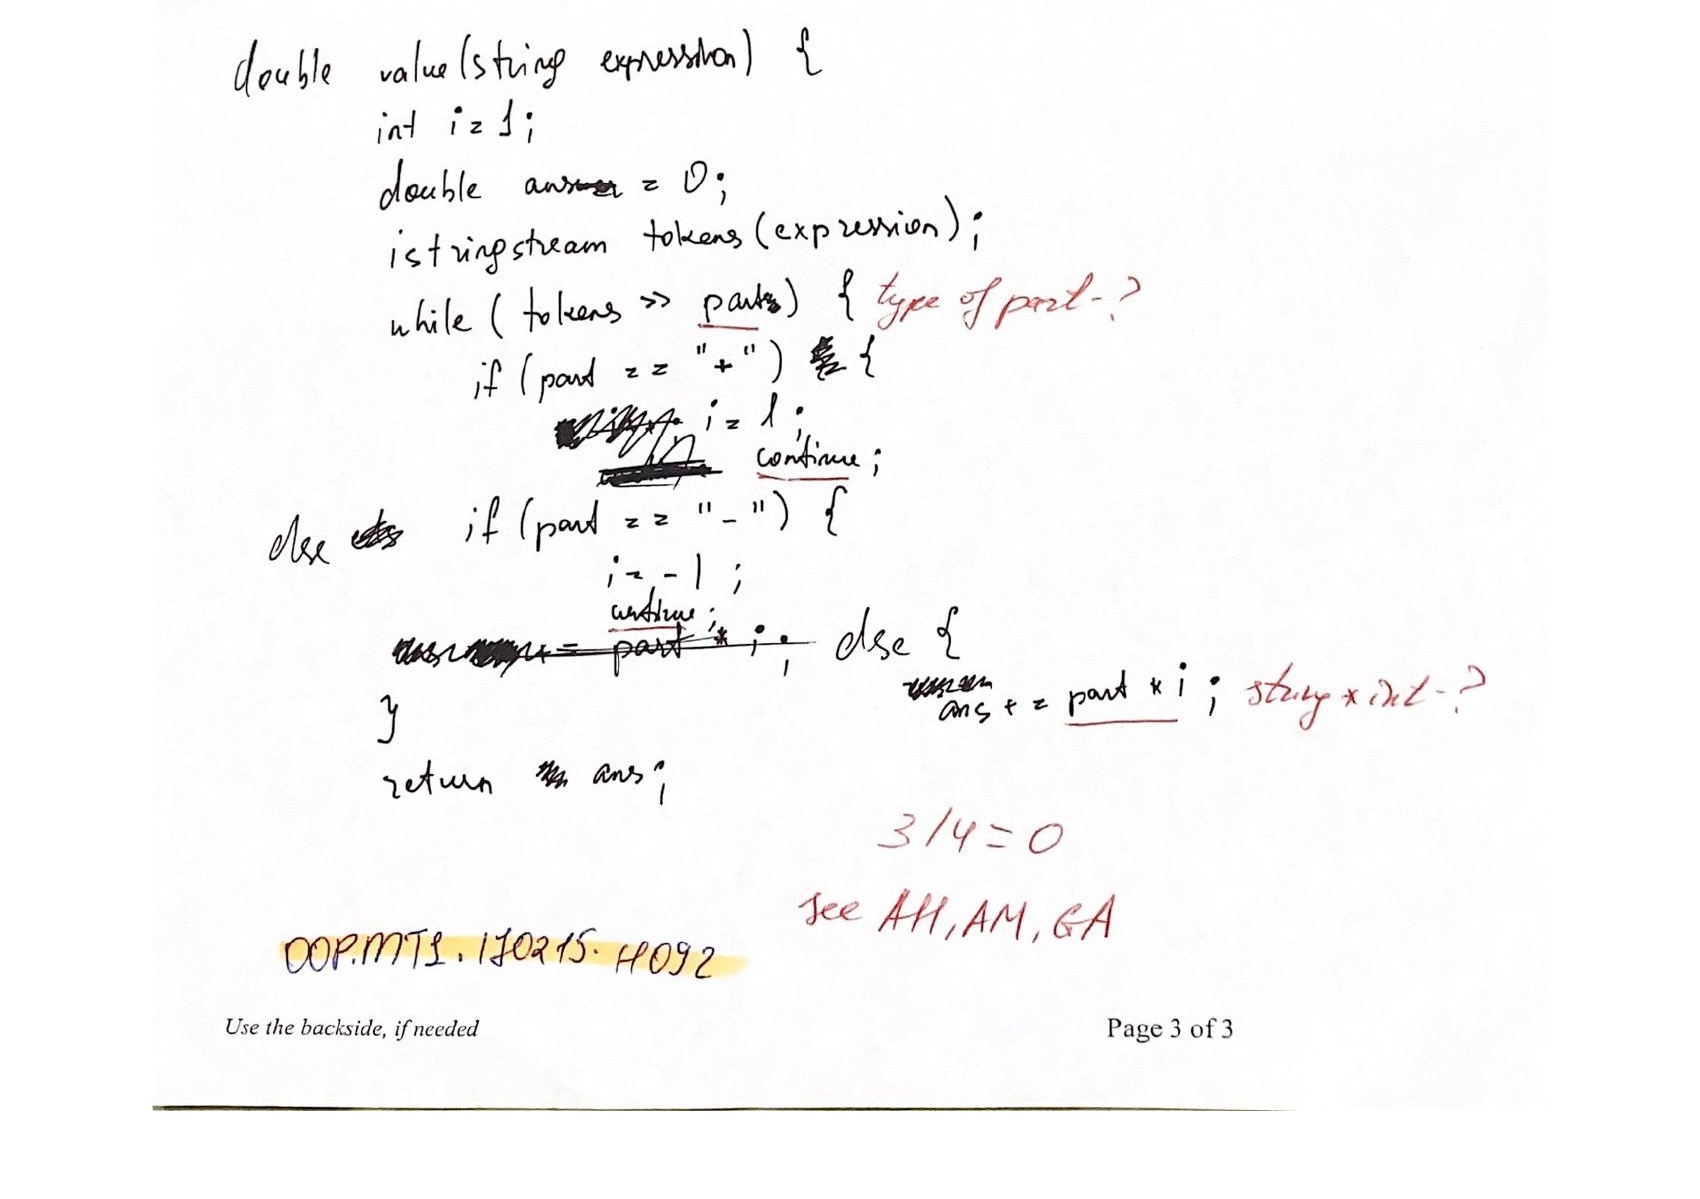 double value(string expression) {
int i = 1;
double ans = 0;
istringstream tokens(expression);
while ( tokens >> part) { type of part - ?
if (part == "+") {
i = 1;
continue;
else if (part == "-") {
i = -1 ;
continue;
part * i ; else {
ans += part * i ; string * int - ?
}
return ans;
3/4 = 0
see AH, AM, GA
OOP.MT1.170215.H092
Use the backside, if needed
Page 3 of 3